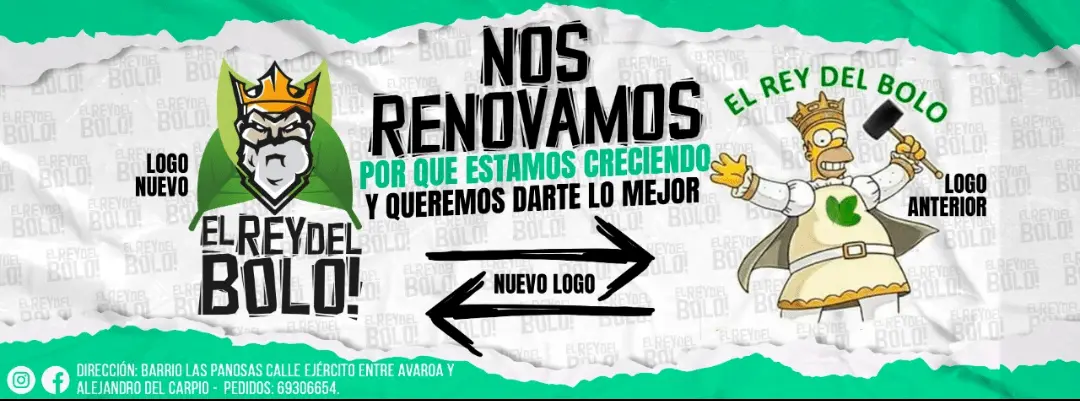 NOS
RENOVAMOS
POR QUE ESTAMOS CRECIENDO
Y QUEREMOS DARTE LO MEJOR
LOGO
NUEVO
EL REY DEL
BOLO!
NUEVO LOGO
EL REY DEL BOLO
LOGO
ANTERIOR
DIRECCIÓN: BARRIO LAS PANOSAS CALLE EJÉRCITO ENTRE AVAROA Y
ALEJANDRO DEL CARPIO - PEDIDOS: 69306654.